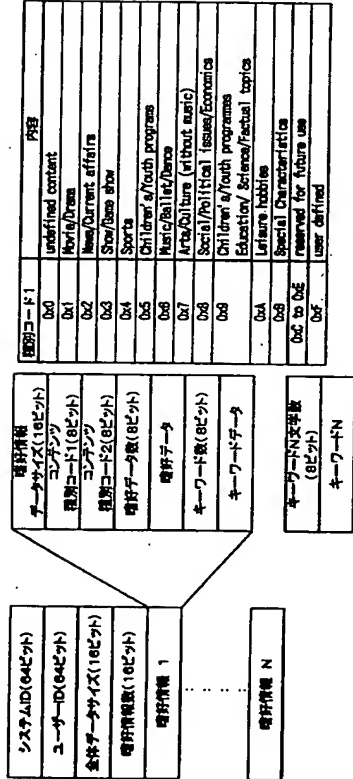 システムID(64ビット)
ユーザーID(64ビット)
全体データサイズ(16ビット)
嗜好情報数(16ビット)
嗜好情報 1
嗜好情報 N
嗜好情報
データサイズ(16ビット)
コンテンツ
種別コード1(8ビット)
コンテンツ
種別コード2(8ビット)
嗜好データ数(8ビット)
嗜好データ
キーワード数(8ビット)
キーワードデータ
キーワードN文字数
(8ビット)
キーワードN
種別コード1 内容
0x0 undefined content
0x1 Movie/Drama
0x2 News/Current affairs
0x3 Show/Game show
0x4 Sports
0x5 Children's/Youth programs
0x6 Music/Ballet/Dance
0x7 Arts/Culture (without music)
0x8 Social/Political issues/Economics
0x9 Children's/Youth programmes
Education/ Science/Factual topics
0xA Leisure hobbies
0xB Special Characteristics
0xC to 0xE reserved for future use
0xF user defined